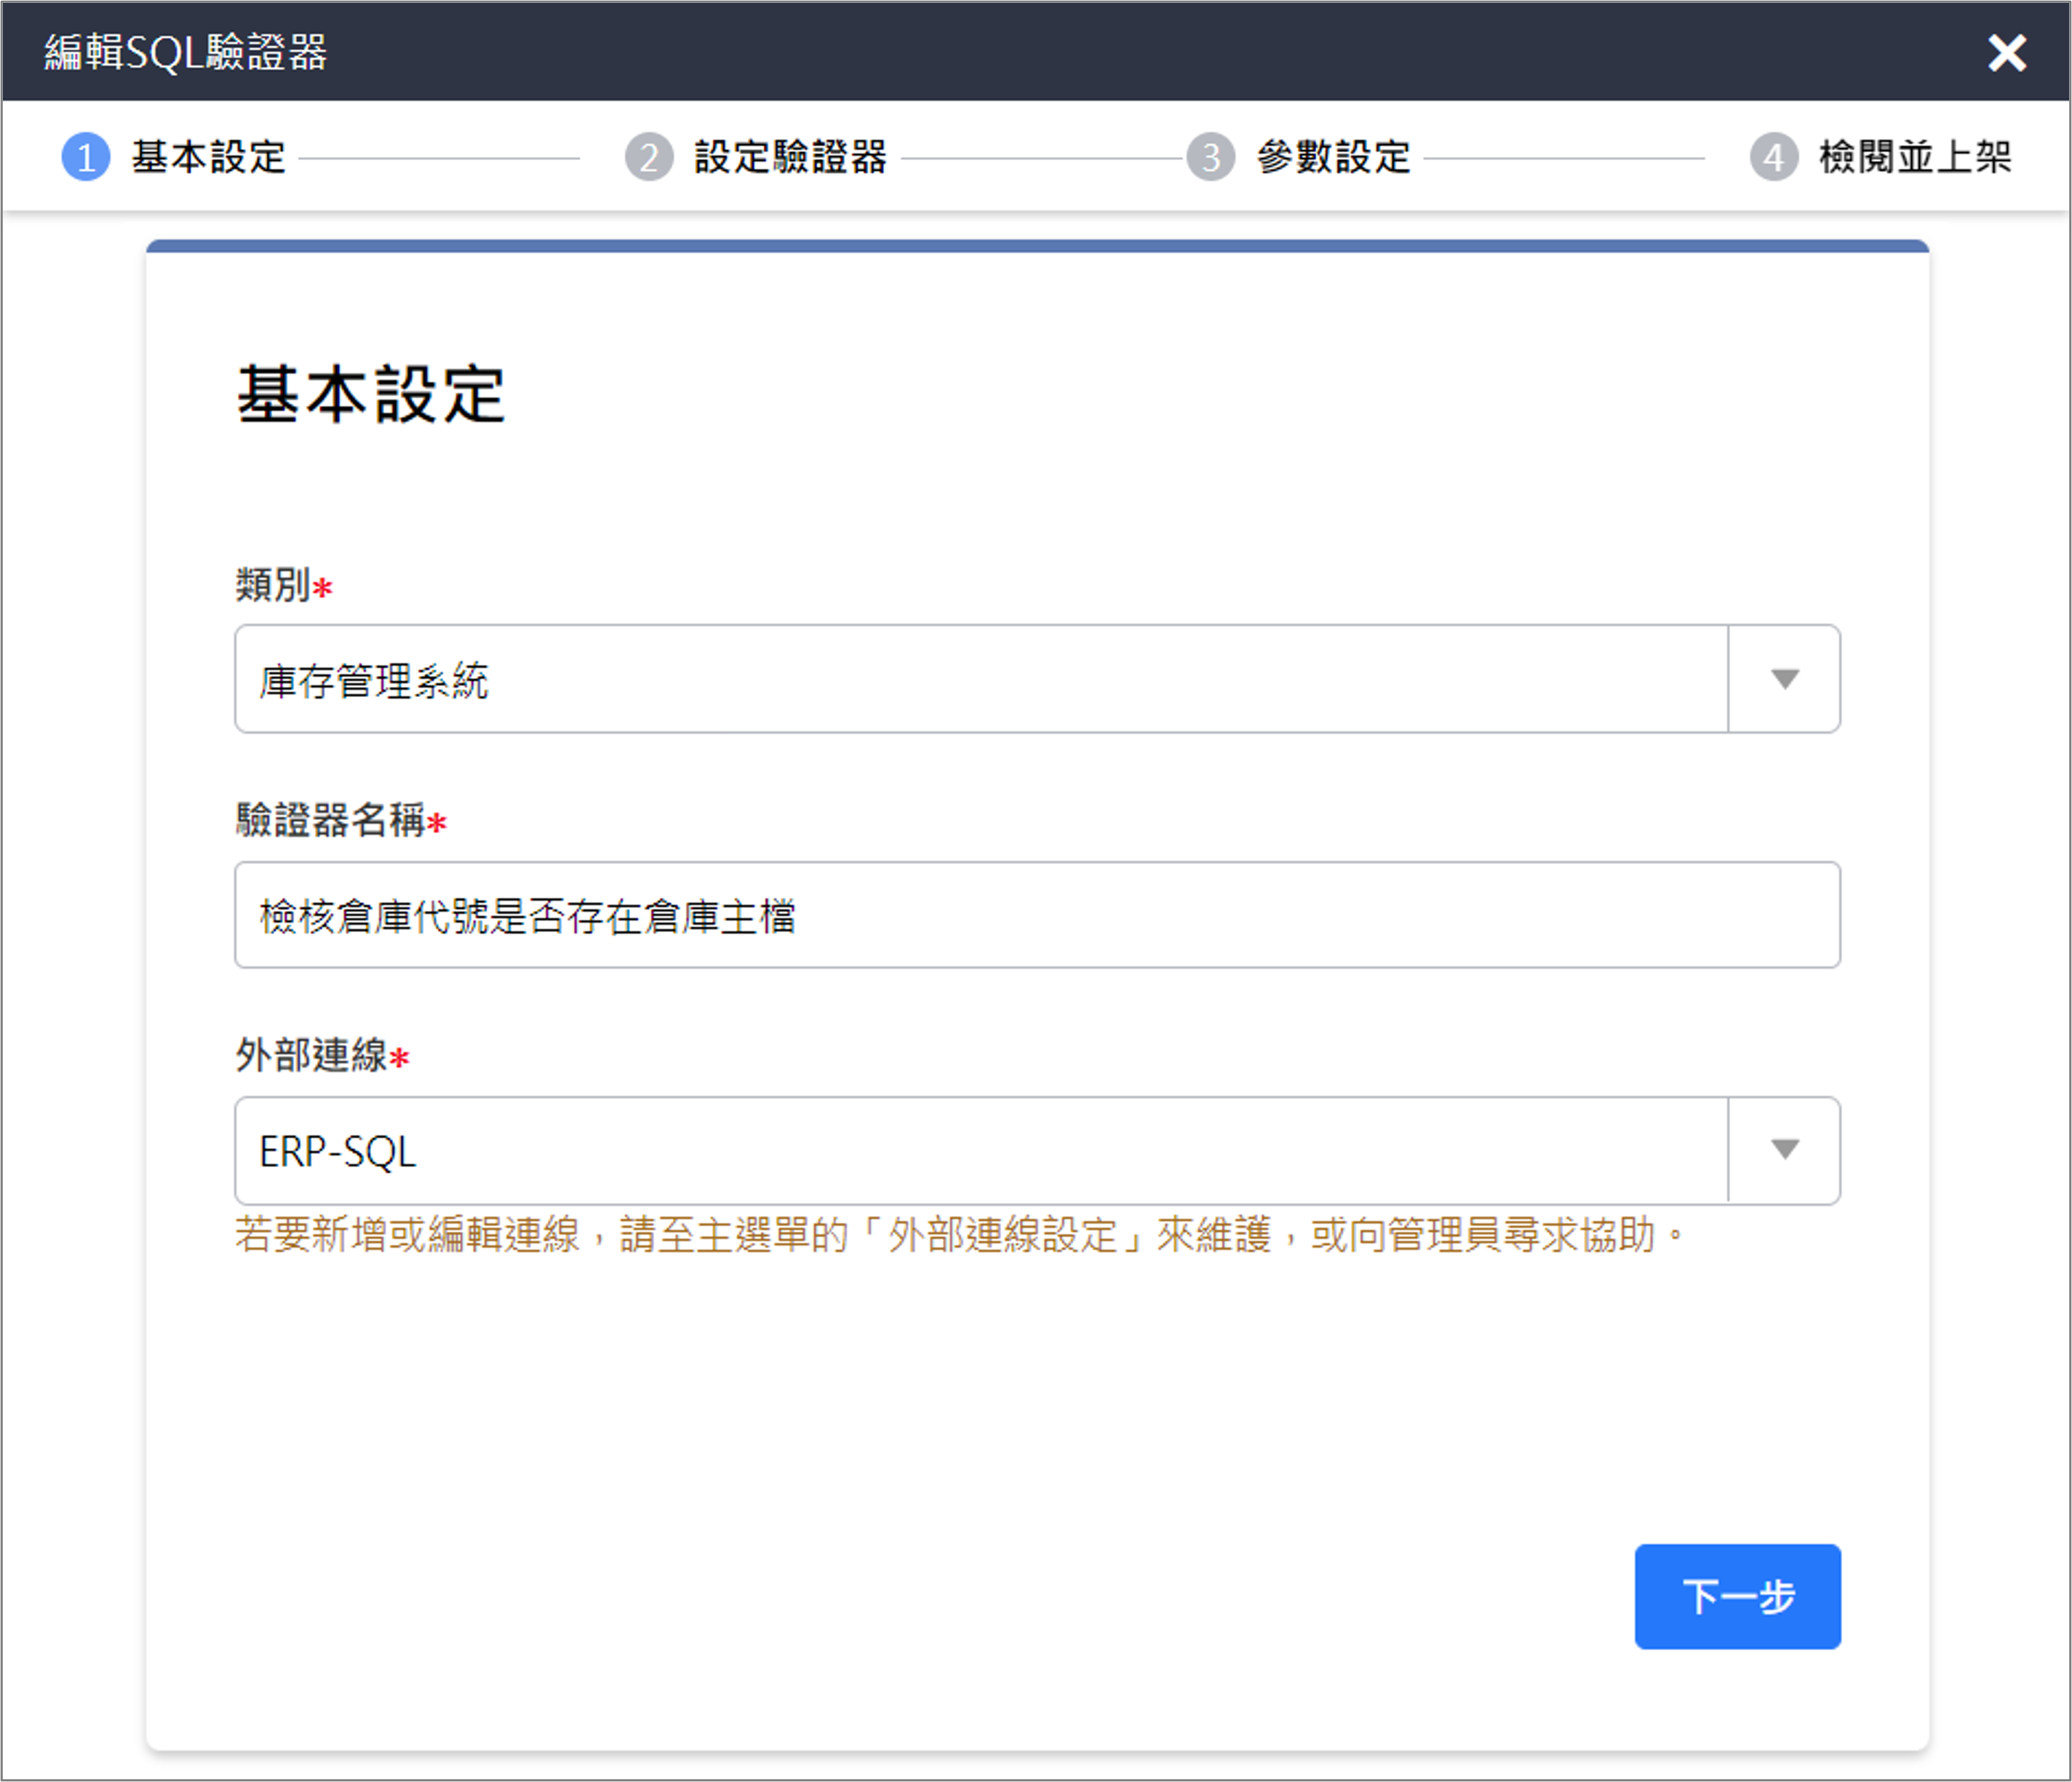 編輯SQL驗證器
1 基本設定 2 設定驗證器 3 參數設定 4 檢閱並上架
基本設定
類別*
庫存管理系統
驗證器名稱*
檢核倉庫代號是否存在倉庫主檔
外部連線*
ERP-SQL
若要新增或編輯連線，請至主選單的「外部連線設定」來維護，或向管理員尋求協助。
下一步